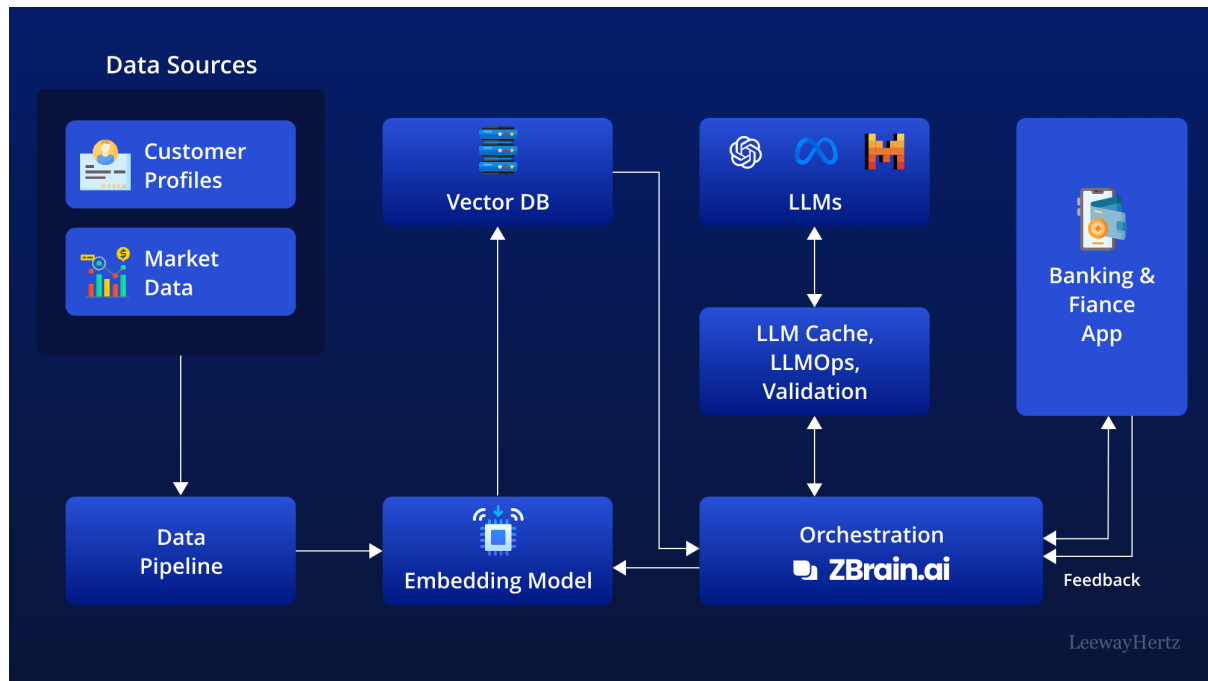 Data Sources
Customer
Profiles
Market
Data
Vector DB
LLMs
Banking &
Fiance
App
LLM Cache,
LLMOps,
Validation
Data
Pipeline
Embedding Model
Orchestration
ZBrain.ai
Feedback
LeewayHertz